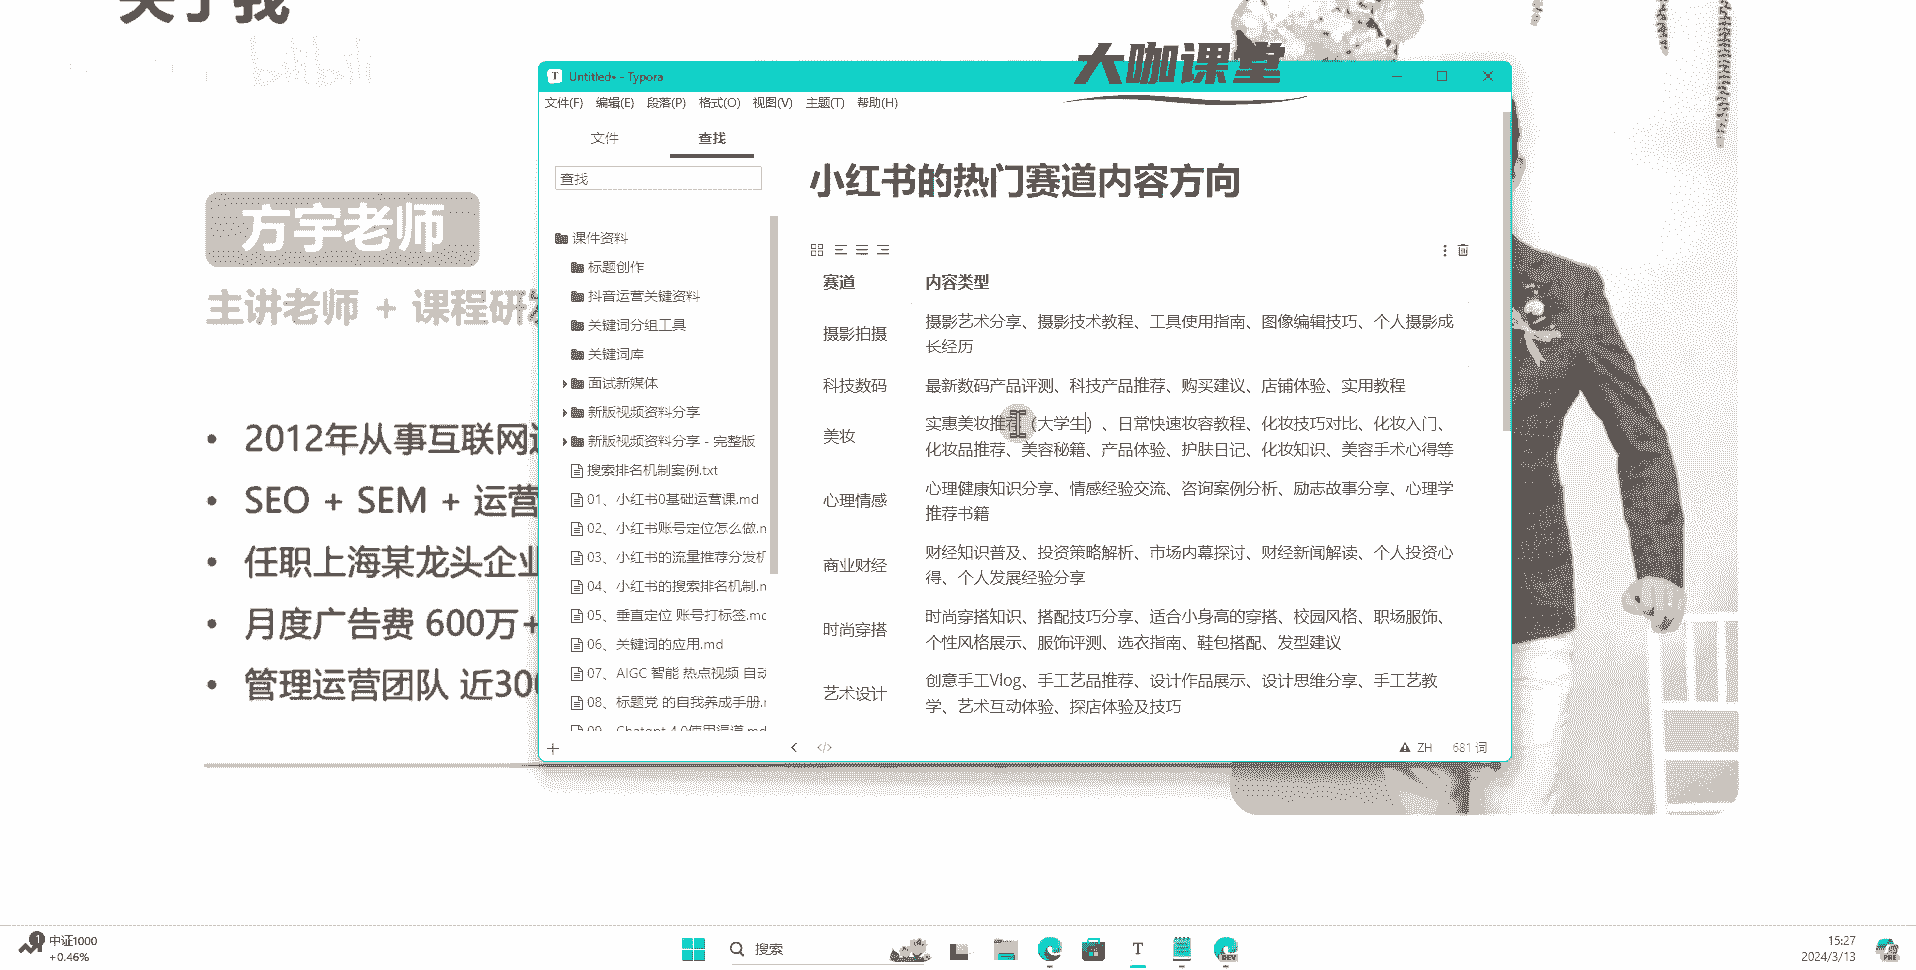 关于我
bilibili
方宇老师
主讲老师 + 课程研发
2012年从事互联网
SEO + SEM + 运营
任职上海某龙头企业
月度广告费 600万+
管理运营团队 近300
大咖课堂
Untitled• - Typora
文件(F) 编辑(E) 段落(P) 格式(O) 视图(V) 主题(T) 帮助(H)
文件 查找
查找
课件资料
标题创作
抖音运营关键资料
关键词分组工具
关键词库
面试新媒体
新版视频资料分享
新版视频资料分享 - 完整版
搜索排名机制案例.txt
01、小红书0基础运营课.md
02、小红书账号定位怎么做.m
03、小红书的流量推荐分发机
04、小红书的搜索排名机制.m
05、垂直定位 账号打标签.md
06、关键词的应用.md
07、AIGC 智能 热点视频 自动
08、标题党 的自我养成手册.m
09、Chatgpt 4.0使用渠道.md
小红书的热门赛道内容方向
赛道 内容类型
摄影拍摄 摄影艺术分享、摄影技术教程、工具使用指南、图像编辑技巧、个人摄影成
长经历
科技数码 最新数码产品评测、科技产品推荐、购买建议、店铺体验、实用教程
美妆 实惠美妆推荐(大学生)、日常快速妆容教程、化妆技巧对比、化妆入门、
化妆品推荐、美容秘籍、产品体验、护肤日记、化妆知识、美容手术心得等
心理情感 心理健康知识分享、情感经验交流、咨询案例分析、励志故事分享、心理学
推荐书籍
商业财经 财经知识普及、投资策略解析、市场内幕探讨、财经新闻解读、个人投资心
得、个人发展经验分享
时尚穿搭 时尚穿搭知识、搭配技巧分享、适合小身高的穿搭、校园风格、职场服饰、
个性风格展示、服饰评测、选衣指南、鞋包搭配、发型建议
艺术设计 创意手工Vlog、手工艺品推荐、设计作品展示、设计思维分享、手工艺教
学、艺术互动体验、探店体验及技巧
ZH 681 词
1 中证1000
+0.46%
搜索
T
DEV
15:27
2024/3/13
PRE